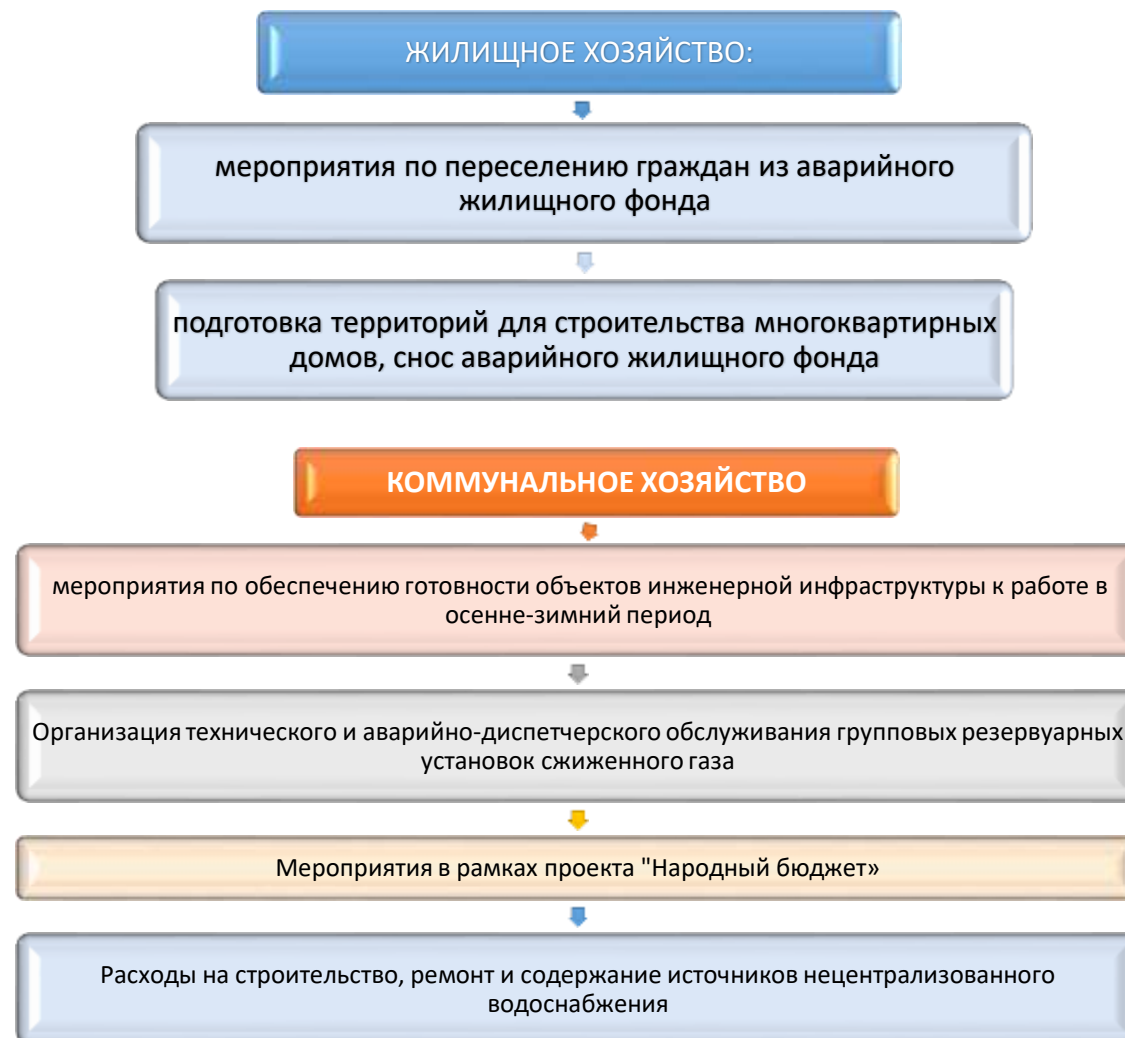 ЖИЛИЩНОЕ ХОЗЯЙСТВО:
мероприятия по переселению граждан из аварийного
жилищного фонда
подготовка территорий для строительства многоквартирных
домов, снос аварийного жилищного фонда
КОММУНАЛЬНОЕ ХОЗЯЙСТВО
мероприятия по обеспечению готовности объектов инженерной инфраструктуры к работе в
осенне-зимний период
Организация технического и аварийно-диспетчерского обслуживания групповых резервуарных
установок сжиженного газа
Мероприятия в рамках проекта "Народный бюджет»
Расходы на строительство, ремонт и содержание источников нецентрализованного
водоснабжения